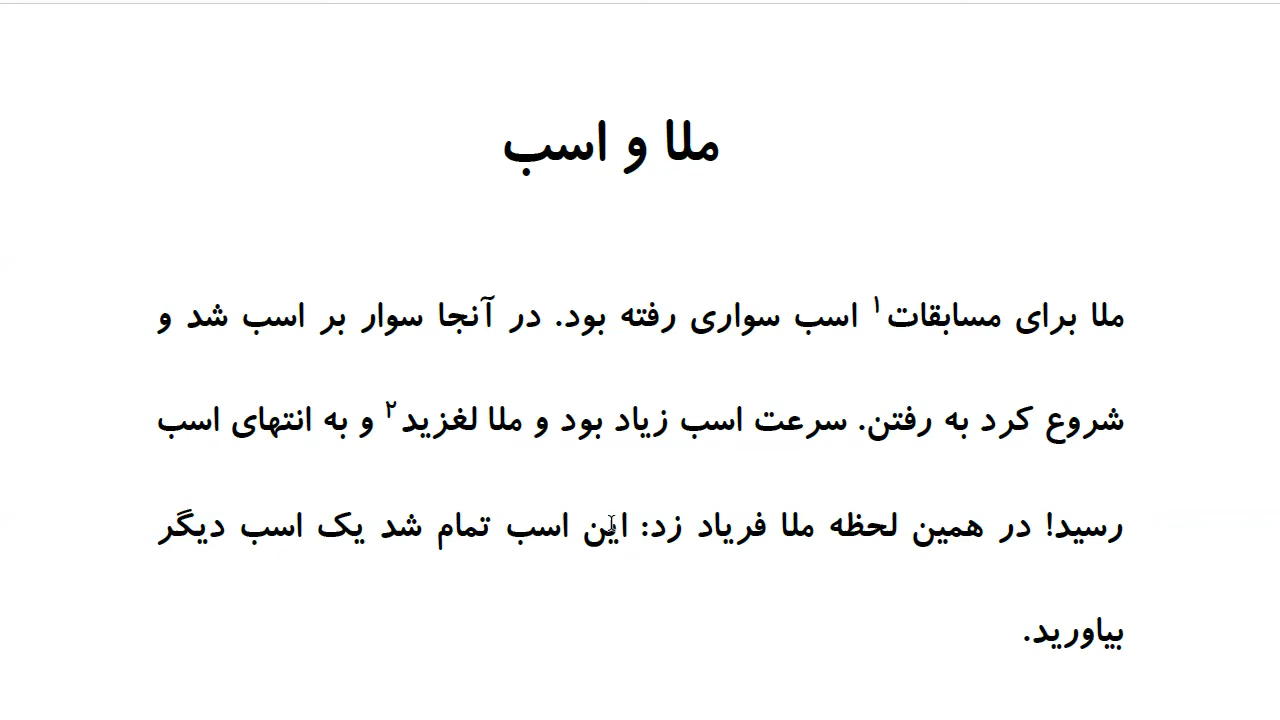 ملا و اسب
ملا برای مسابقات۱ اسب سواری رفته بود. در آنجا سوار بر اسب شد و
شروع کرد به رفتن. سرعت اسب زیاد بود و ملا لغزید۲ و به انتهای اسب
رسید! در همین لحظه ملا فریاد زد: این اسب تمام شد یک اسب دیگر
بیاورید.